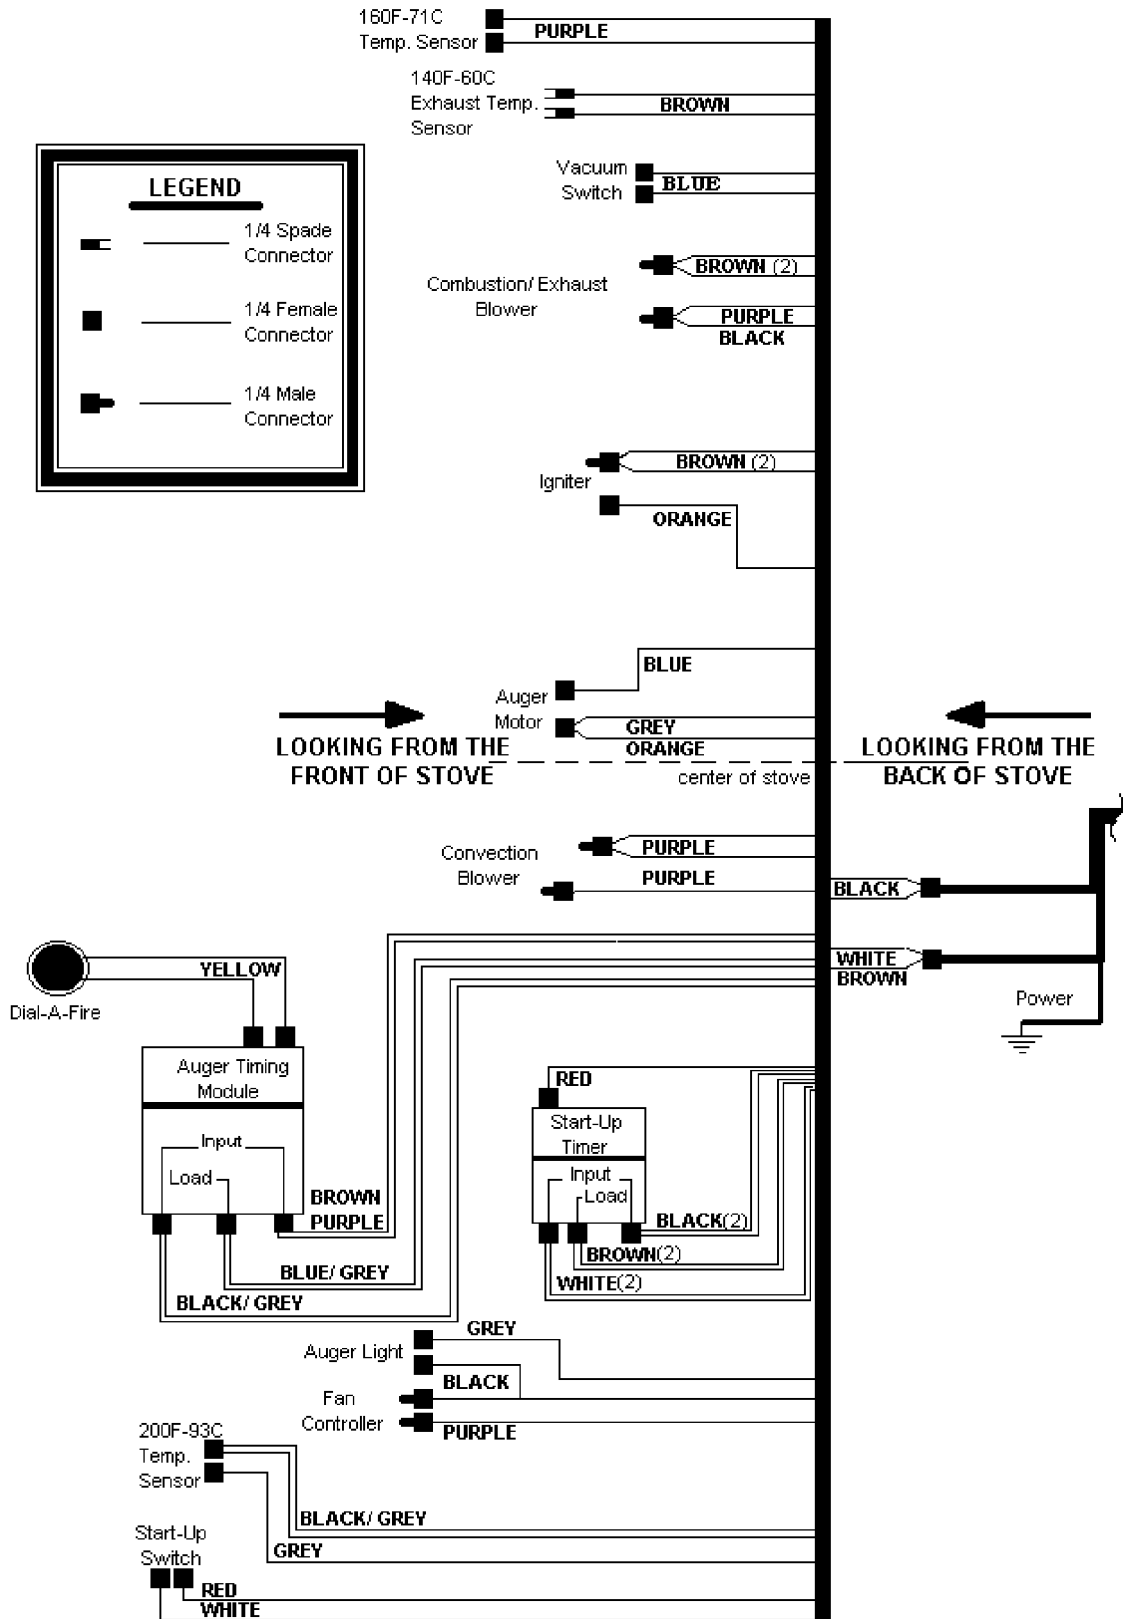 160F-71C
Temp. Sensor
PURPLE
140F-60C
Exhaust Temp.
Sensor
BROWN
Vacuum
Switch
BLUE
LEGEND
1/4 Spade
Connector
1/4 Female
Connector
1/4 Male
Connector
Combustion/ Exhaust
Blower
BROWN (2)
PURPLE
BLACK
Igniter
BROWN (2)
ORANGE
Auger
Motor
BLUE
GREY
ORANGE
LOOKING FROM THE
FRONT OF STOVE
center of stove
LOOKING FROM THE
BACK OF STOVE
Convection
Blower
PURPLE
PURPLE
BLACK
WHITE
BROWN
Power
YELLOW
Dial-A-Fire
Auger Timing
Module
Input
Load
BROWN
PURPLE
BLUE/ GREY
BLACK/ GREY
RED
Start-Up
Timer
Input
Load
BLACK(2)
BROWN(2)
WHITE(2)
Auger Light
GREY
BLACK
Fan
Controller
PURPLE
200F-93C
Temp.
Sensor
BLACK/ GREY
GREY
Start-Up
Switch
RED
WHITE